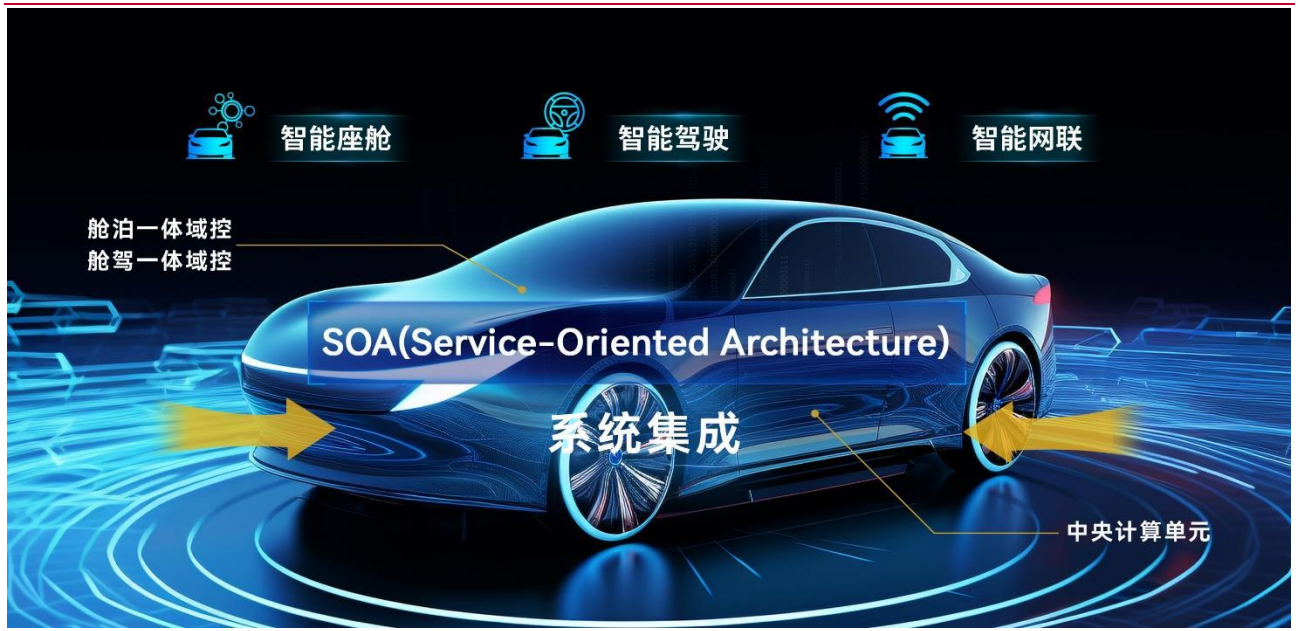 智能座舱
智能驾驶
智能网联
舱泊一体域控
舱驾一体域控
SOA(Service-Oriented Architecture)
系统集成
中央计算单元